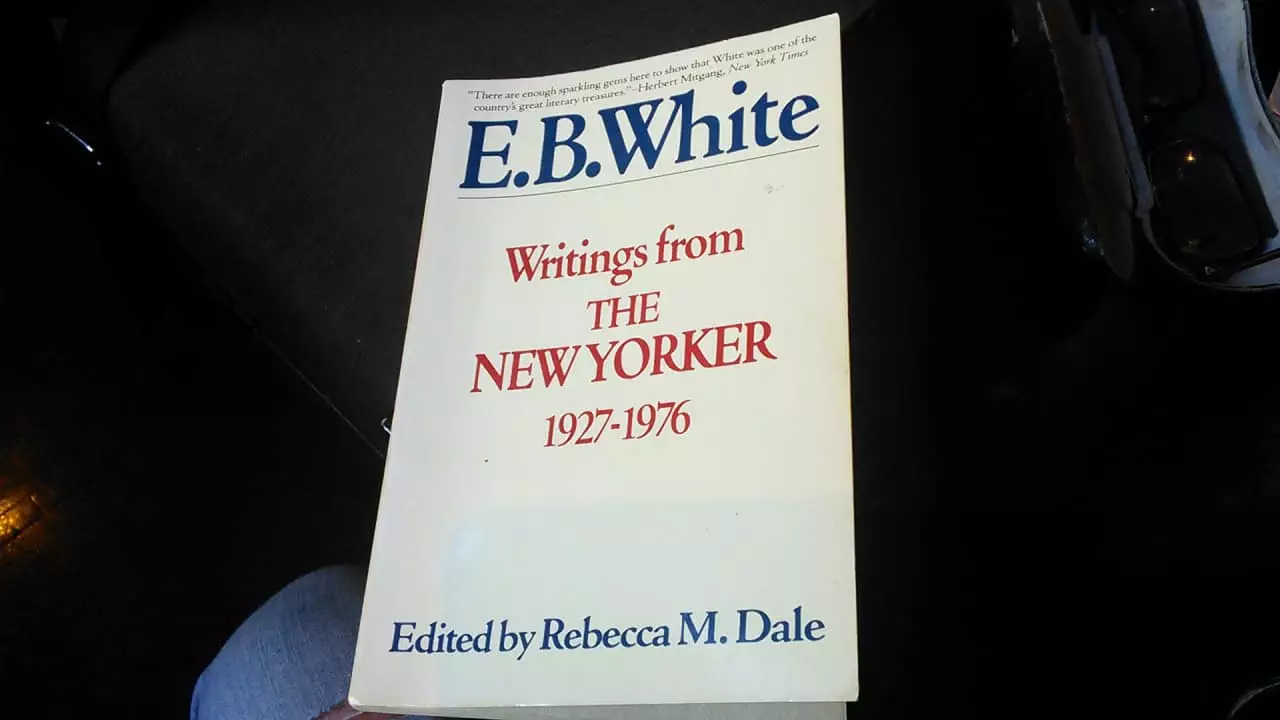 "There are enough sparkling gems here to show that White was one of the
country's great literary treasures."–Herbert Mitgang, New York Times
E.B.White
Writings from
THE
NEW YORKER
1927-1976
Edited by Rebecca M. Dale